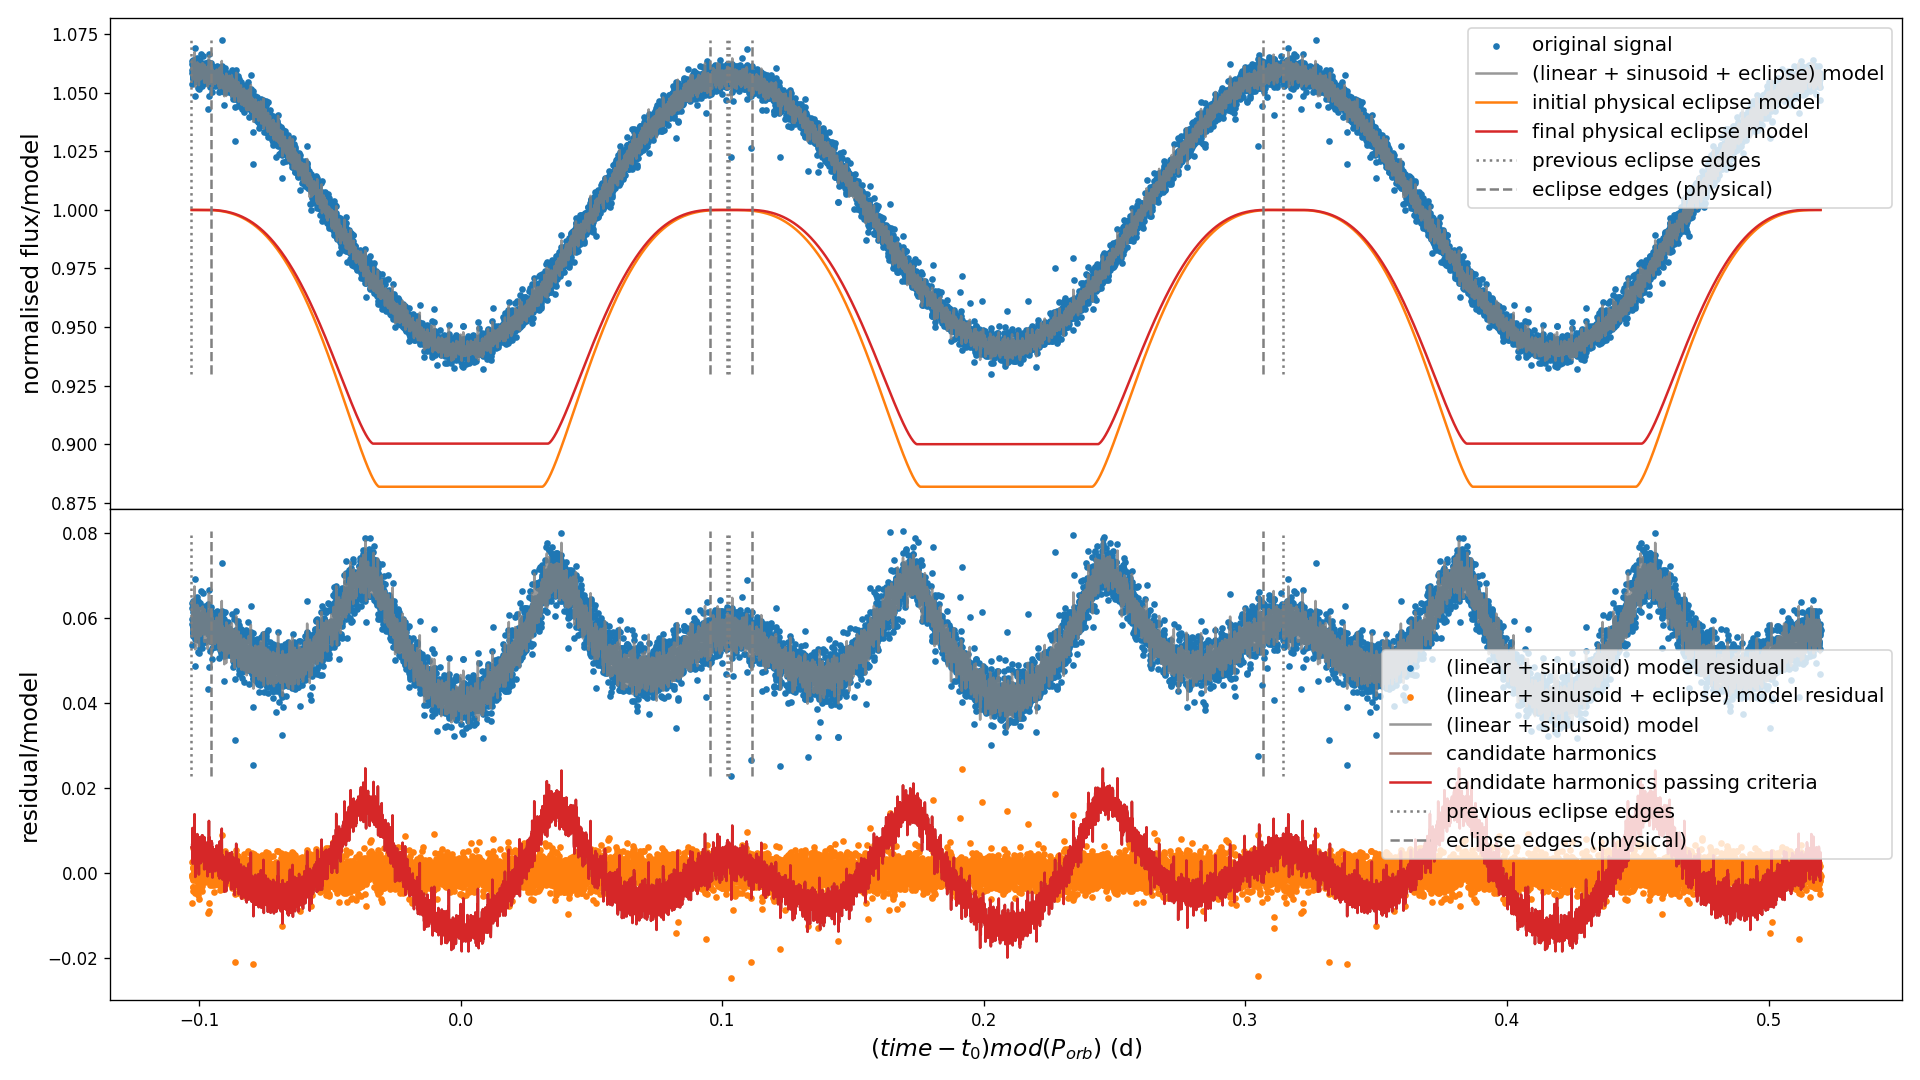 1.075
1.050
1.025
1.000
0.975
0.950
0.925
0.900
0.875
normalised flux/model
original signal
(linear + sinusoid + eclipse) model
initial physical eclipse model
final physical eclipse model
previous eclipse edges
eclipse edges (physical)
0.08
0.06
0.04
0.02
0.00
−0.02
residual/model
(linear + sinusoid) model residual
(linear + sinusoid + eclipse) model residual
(linear + sinusoid) model
candidate harmonics
candidate harmonics passing criteria
previous eclipse edges
eclipse edges (physical)
−0.1 0.0 0.1 0.2 0.3 0.4 0.5
(time − t₀)mod(Pₒᵣb) (d)